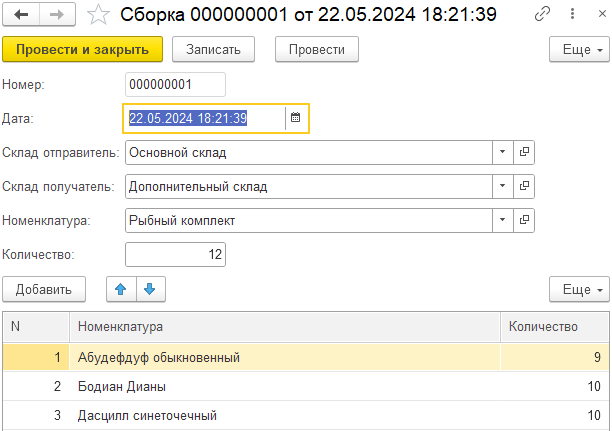 Сборка 000000001 от 22.05.2024 18:21:39
Провести и закрыть Записать Провести Еще
Номер: 000000001
Дата: 22.05.2024 18:21:39
Склад отправитель: Основной склад
Склад получатель: Дополнительный склад
Номенклатура: Рыбный комплект
Количество: 12
Добавить Еще
N Номенклатура Количество
1 Абудефдуф обыкновенный 9
2 Бодиан Дианы 10
3 Дасцилл синеточечный 10